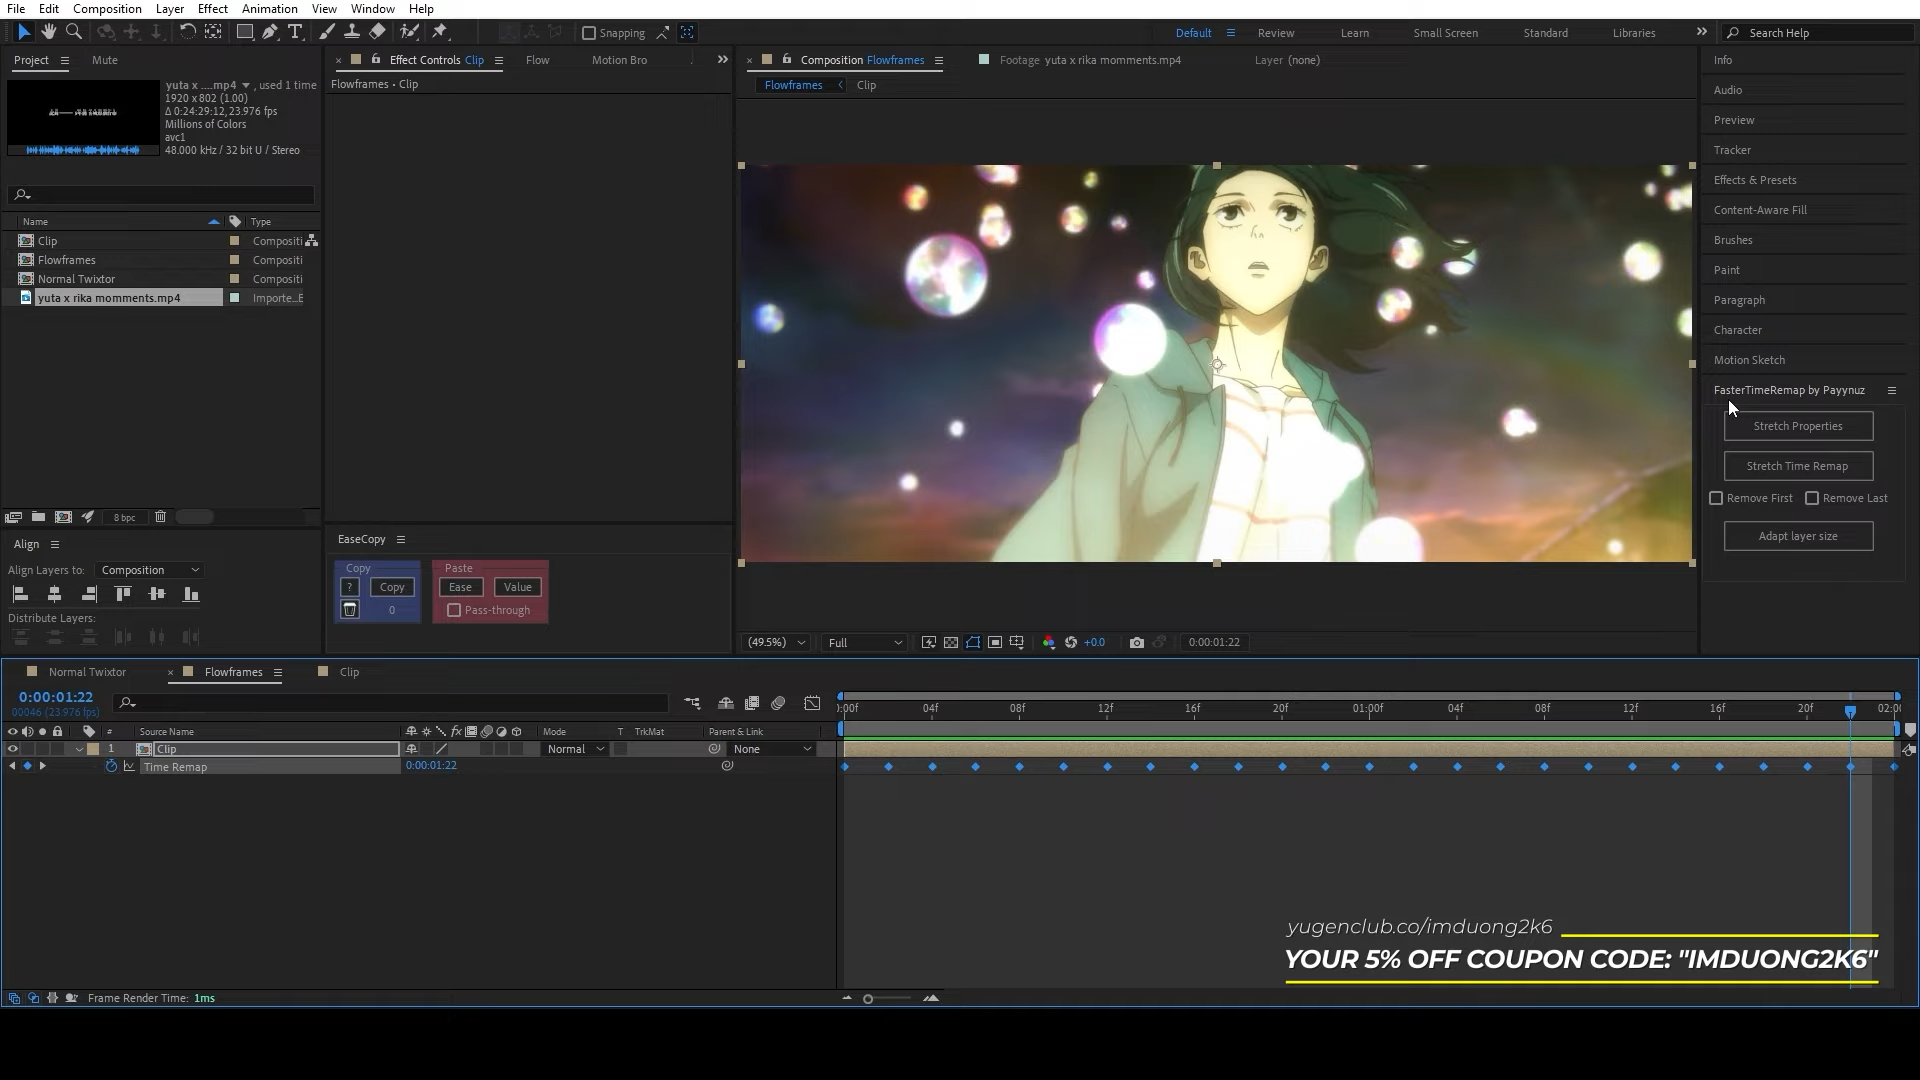 File Edit Composition Layer Effect Animation View Window Help
Snapping
Default Review Learn Small Screen Standard Libraries Search Help
Project Mute
yuta x ....mp4 , used 1 time
1920 x 802 (1.00)
Δ 0:24:29:12, 23.976 fps
Millions of Colors
avc1
48.000 kHz / 32 bit U / Stereo
Name Type
Clip Compositi
Flowframes Compositi
Normal Twixtor Compositi
yuta x rika momments.mp4 Importe...E
8 bpc
Align
Align Layers to: Composition
Distribute Layers:
Effect Controls Clip Flow Motion Bro
Flowframes • Clip
EaseCopy
Copy Paste
? Copy Ease Value
0 Pass-through
Composition Flowframes Footage yuta x rika momments.mp4 Layer (none)
Flowframes Clip
(49.5%) Full +0.0 0:00:01:22
Info
Audio
Preview
Tracker
Effects & Presets
Content-Aware Fill
Brushes
Paint
Paragraph
Character
Motion Sketch
FasterTimeRemap by Payynuz
Stretch Properties
Stretch Time Remap
Remove First Remove Last
Adapt layer size
Normal Twixtor Flowframes Clip
0:00:01:22
00046 (23.976 fps)
):00f 04f 08f 12f 16f 20f 01:00f 04f 08f 12f 16f 20f 02:0
# Source Name fx Mode T TrkMat Parent & Link
1 Clip Normal None
Time Remap 0:00:01:22
yugenclub.co/imduong2k6
YOUR 5% OFF COUPON CODE: "IMDUONG2K6"
Frame Render Time: 1ms